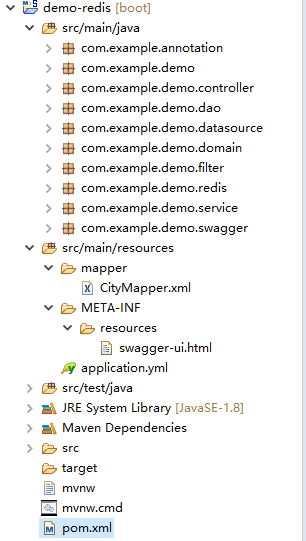 demo-redis [boot]
src/main/java
com.example.annotation
com.example.demo
com.example.demo.controller
com.example.demo.dao
com.example.demo.datasource
com.example.demo.domain
com.example.demo.filter
com.example.demo.redis
com.example.demo.service
com.example.demo.swagger
src/main/resources
mapper
CityMapper.xml
META-INF
resources
swagger-ui.html
application.yml
src/test/java
JRE System Library [JavaSE-1.8]
Maven Dependencies
src
target
mvnw
mvnw.cmd
pom.xml